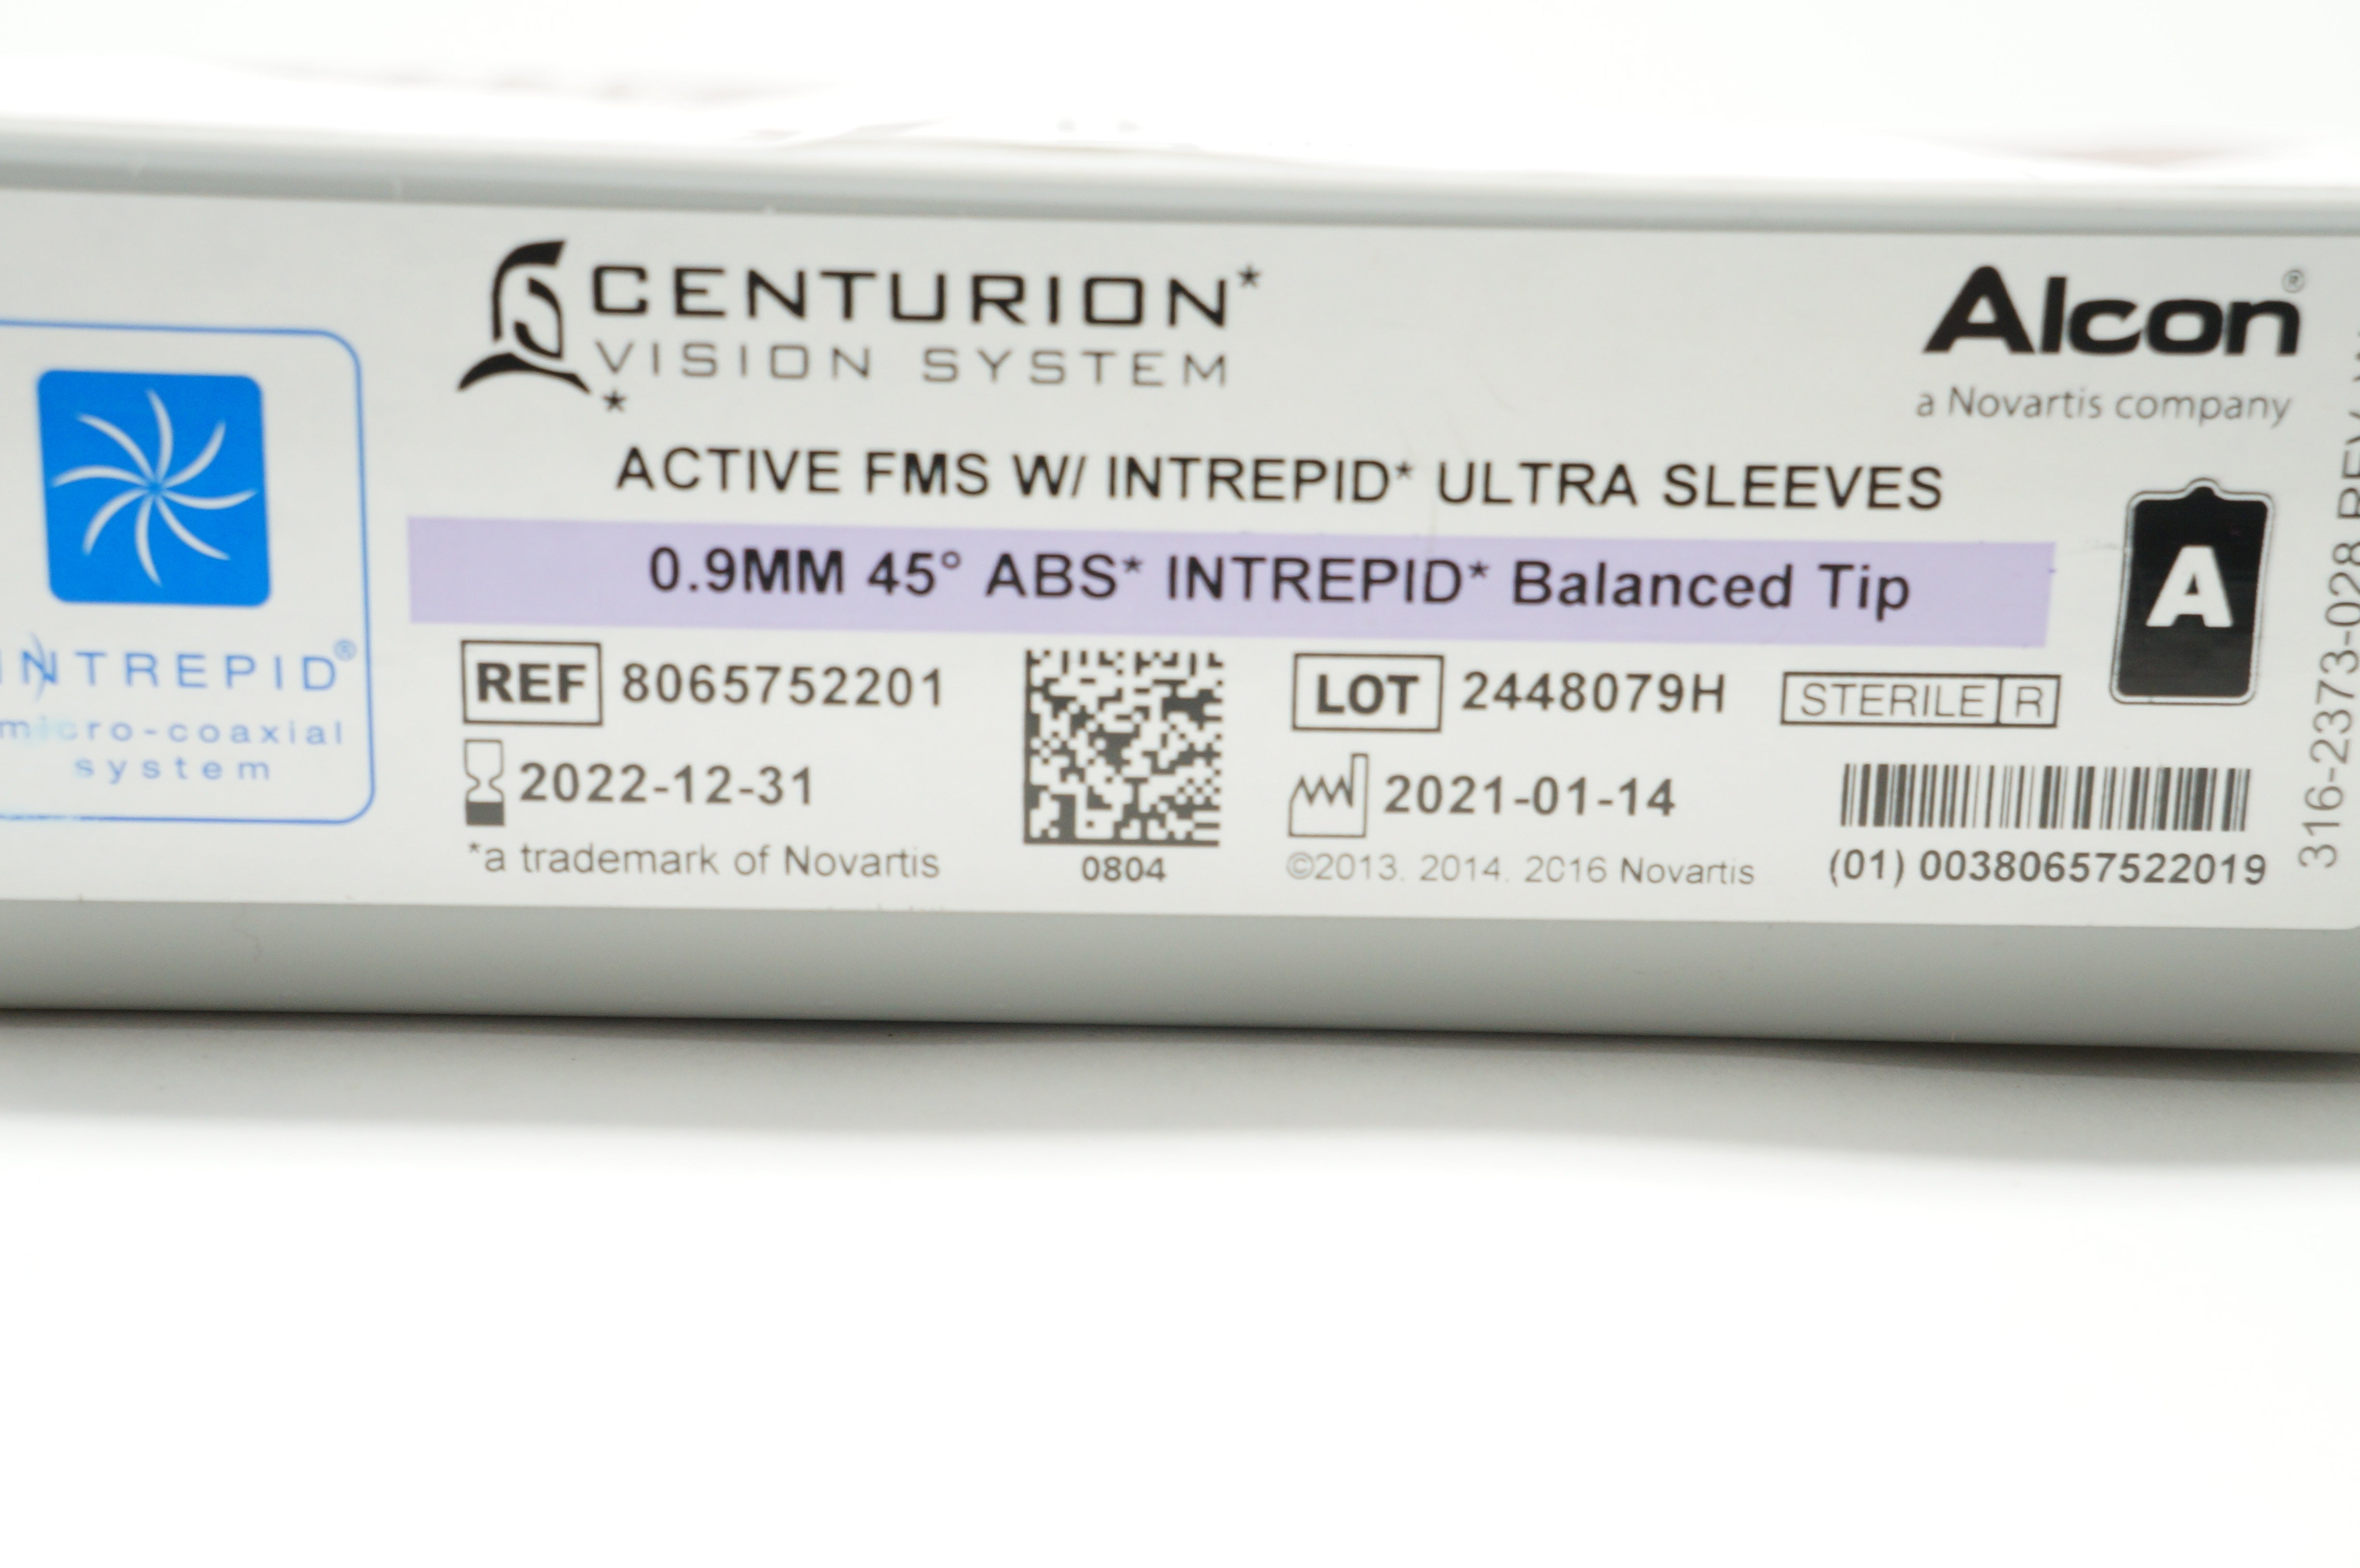 CENTURION*
VISION SYSTEM
*
Alcon®
a Novartis company
ACTIVE FMS W/ INTREPID* ULTRA SLEEVES
0.9MM 45° ABS* INTREPID* Balanced Tip
A
INTREPID®
micro-coaxial
system
REF 8065752201
LOT 2448079H
STERILE R
2022-12-31
2021-01-14
*a trademark of Novartis
0804
©2013, 2014, 2016 Novartis
(01) 00380657522019
316-2373-028 REV